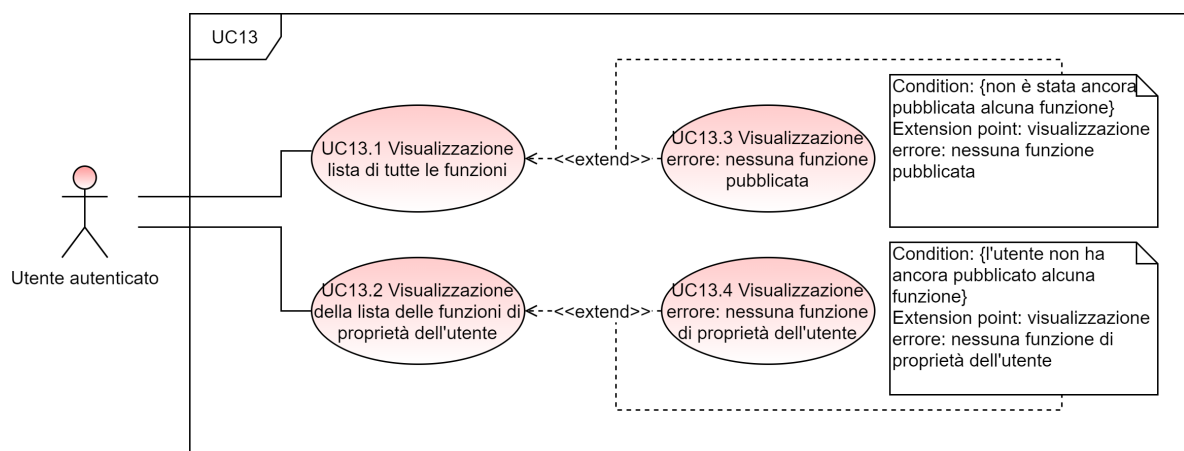 UC13
Utente autenticato
UC13.1 Visualizzazione
lista di tutte le funzioni
<<extend>>
UC13.3 Visualizzazione
errore: nessuna funzione
pubblicata
Condition: {non è stata ancora
pubblicata alcuna funzione}
Extension point: visualizzazione
errore: nessuna funzione
pubblicata
UC13.2 Visualizzazione
della lista delle funzioni di
proprietà dell'utente
<<extend>>
UC13.4 Visualizzazione
errore: nessuna funzione
di proprietà dell'utente
Condition: {l'utente non ha
ancora pubblicato alcuna
funzione}
Extension point: visualizzazione
errore: nessuna funzione di
proprietà dell'utente